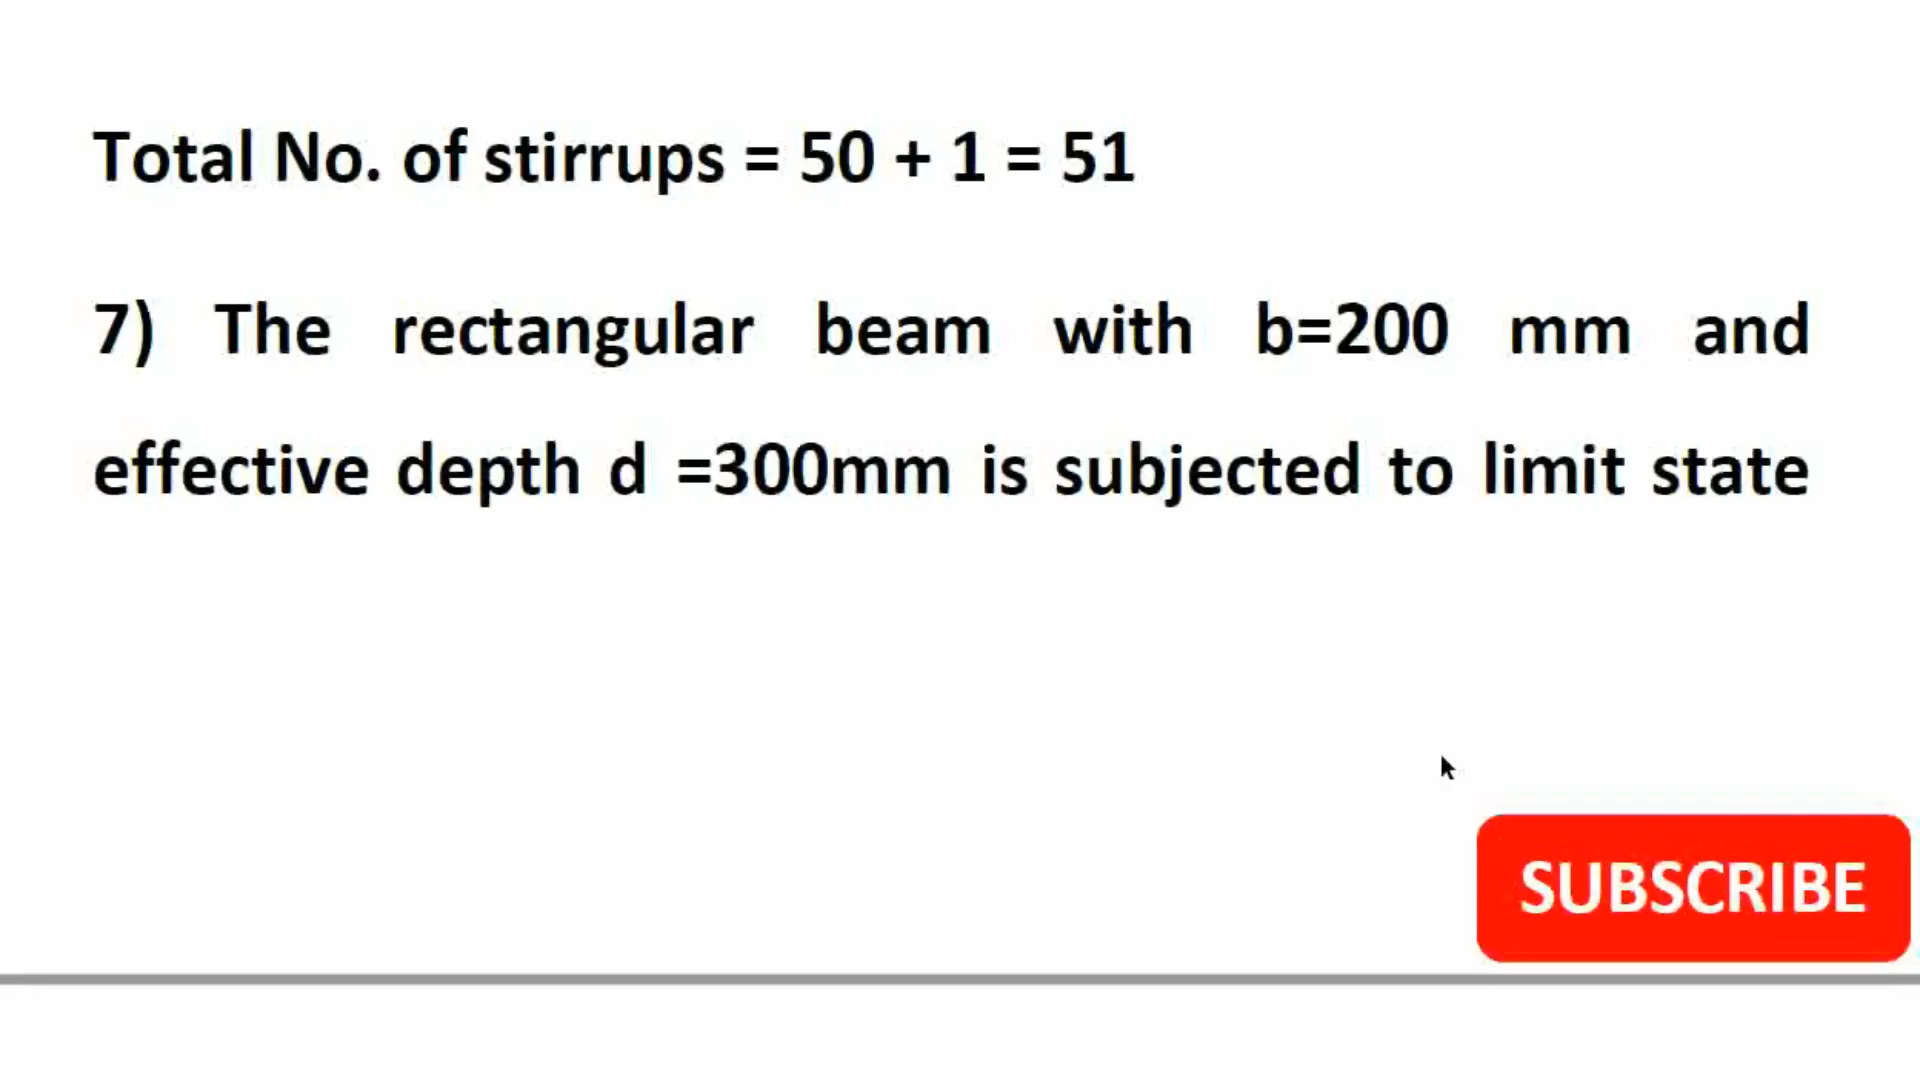 Total No. of stirrups = 50 + 1 = 51
7) The rectangular beam with b=200 mm and
effective depth d =300mm is subjected to limit state
SUBSCRIBE